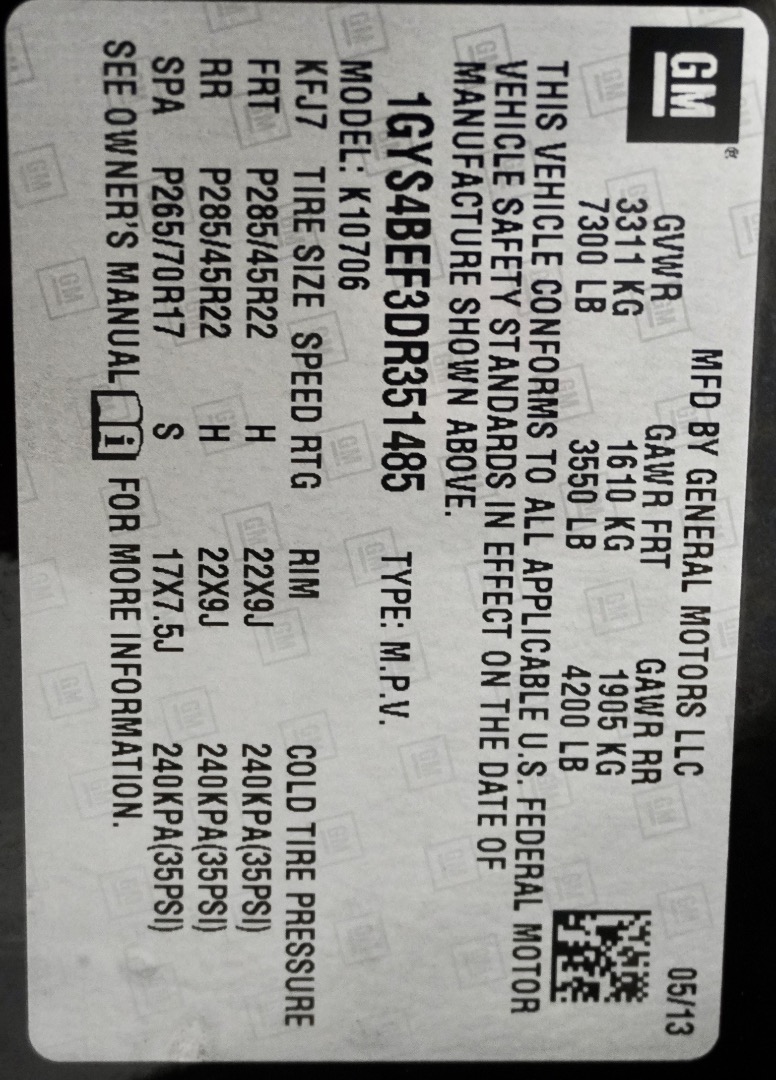 GM ®
MFD BY GENERAL MOTORS LLC 05/13
GVWR GAWR FRT GAWR RR
3311 KG 1610 KG 1905 KG
7300 LB 3550 LB 4200 LB
THIS VEHICLE CONFORMS TO ALL APPLICABLE U.S. FEDERAL MOTOR
VEHICLE SAFETY STANDARDS IN EFFECT ON THE DATE OF
MANUFACTURE SHOWN ABOVE.
1GYS4BEF3DR351485 TYPE: M.P.V.
MODEL: K10706
KFJ7 TIRE SIZE SPEED RTG RIM COLD TIRE PRESSURE
FRT P285/45R22 H 22X9J 240KPA(35PSI)
RR P285/45R22 H 22X9J 240KPA(35PSI)
SPA P265/70R17 S 17X7.5J 240KPA(35PSI)
SEE OWNER'S MANUAL i FOR MORE INFORMATION.